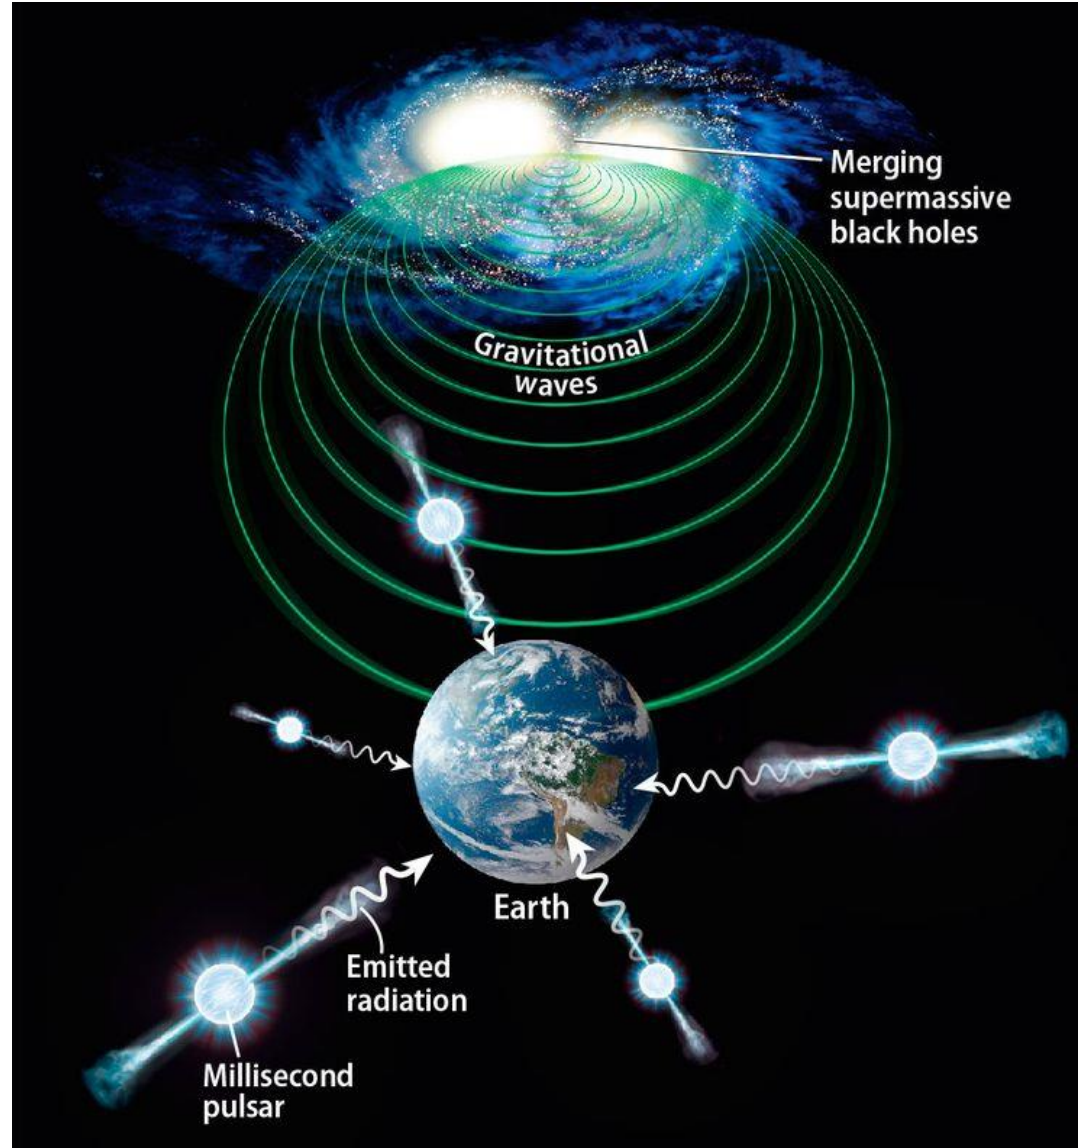 Merging
supermassive
black holes
Gravitational
waves
Earth
Emitted
radiation
Millisecond
pulsar